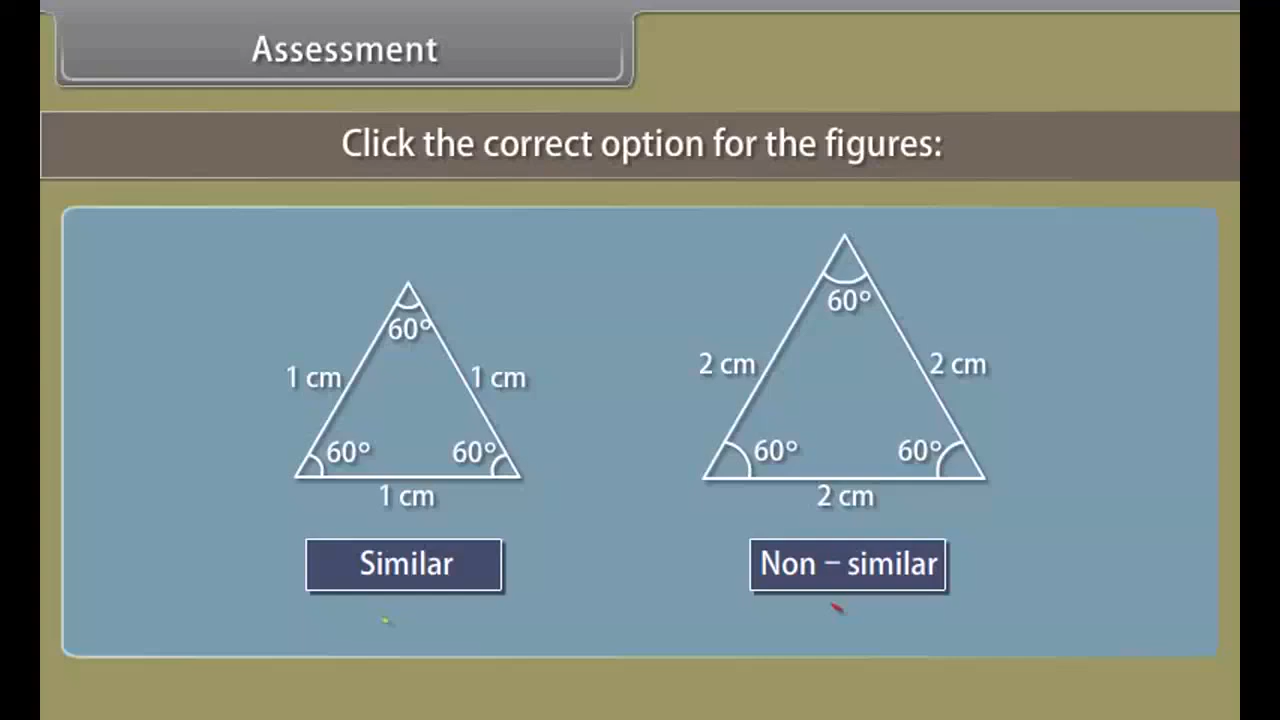 Assessment
Click the correct option for the figures:
60°
1 cm
1 cm
60°
60°
1 cm
60°
2 cm
2 cm
60°
60°
2 cm
Similar
Non – similar